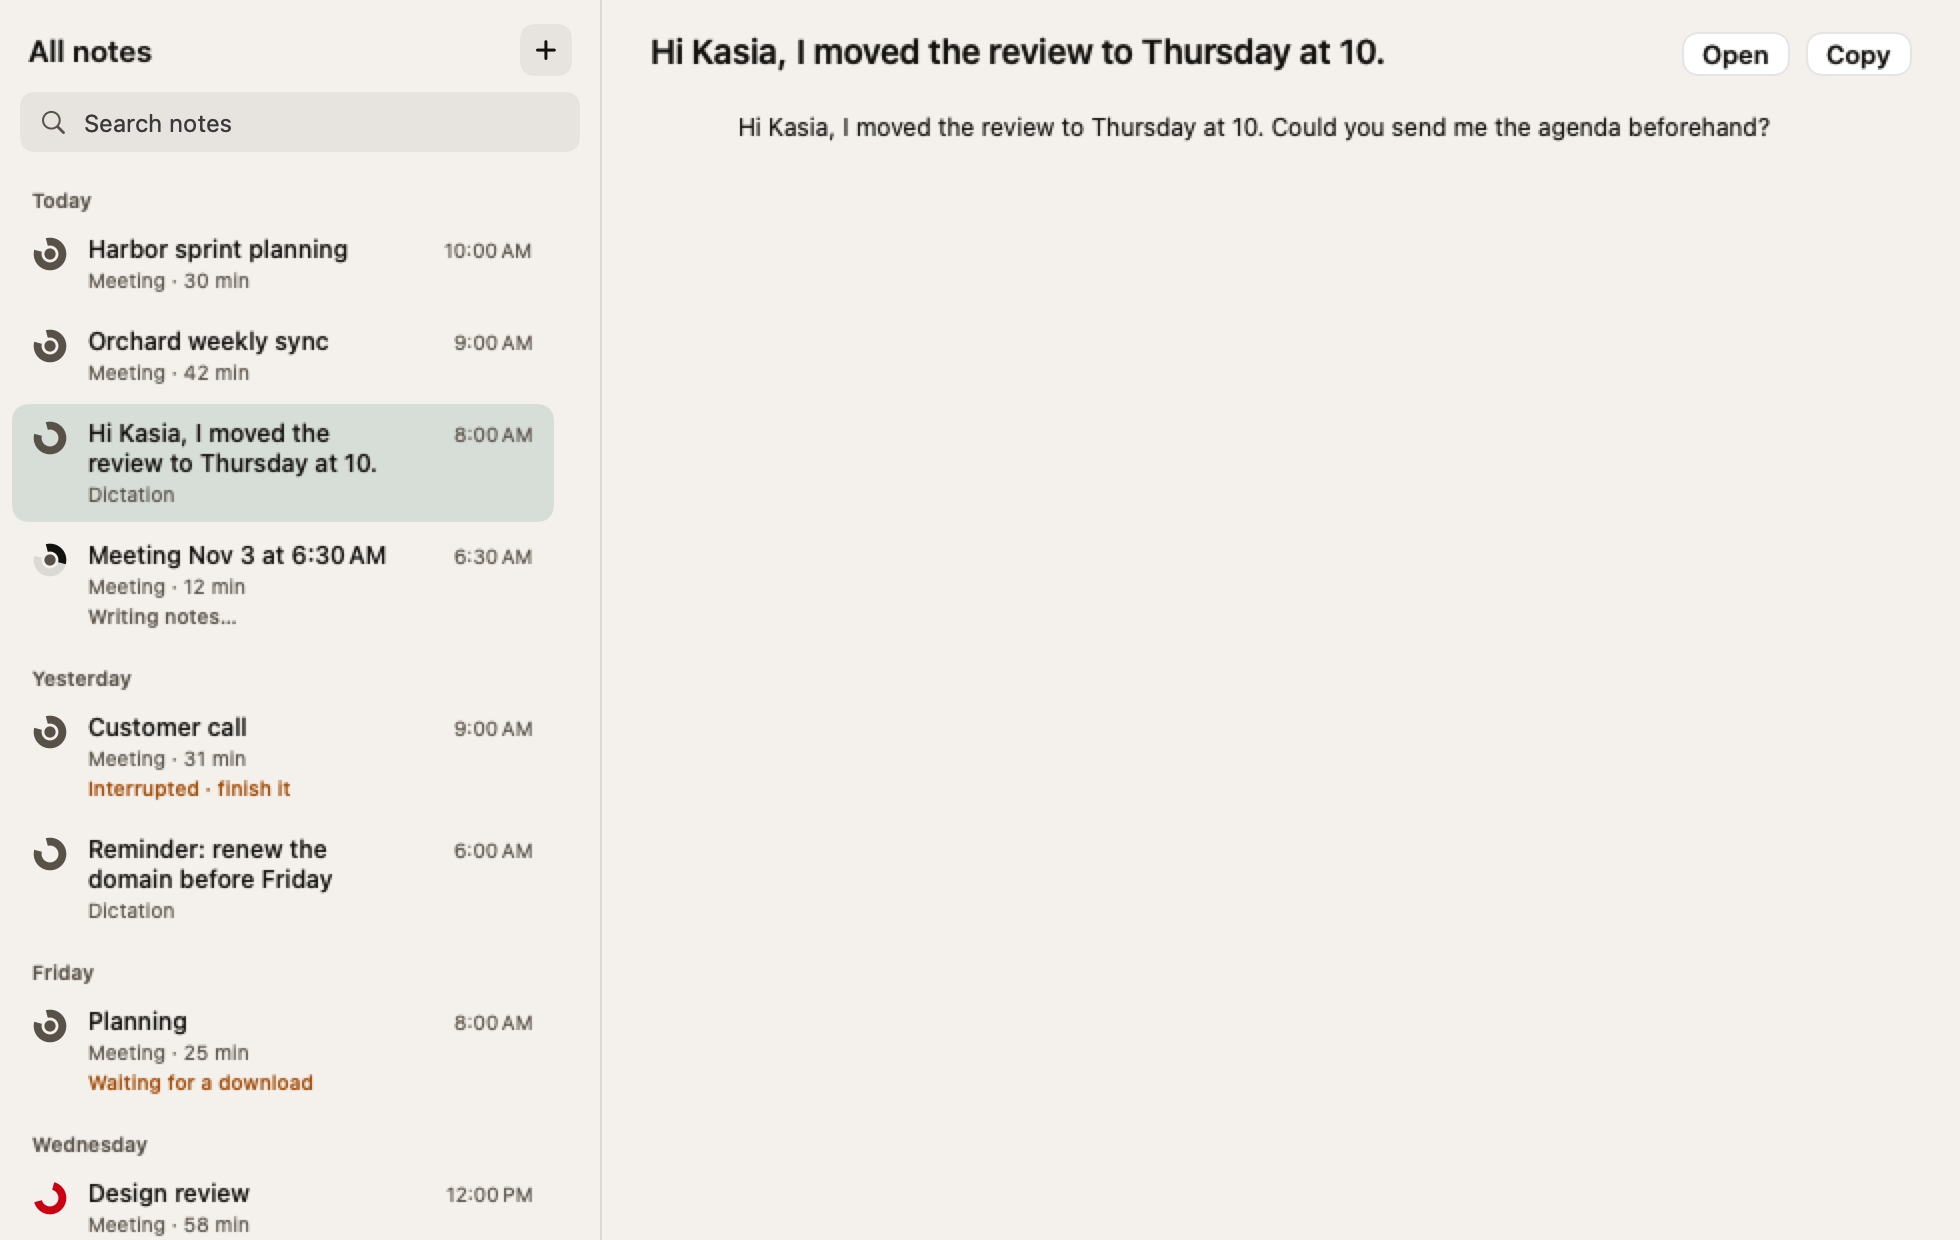 All notes
+
Search notes
Today
Harbor sprint planning 10:00 AM
Meeting · 30 min
Orchard weekly sync 9:00 AM
Meeting · 42 min
Hi Kasia, I moved the 8:00 AM
review to Thursday at 10.
Dictation
Meeting Nov 3 at 6:30 AM 6:30 AM
Meeting · 12 min
Writing notes...
Yesterday
Customer call 9:00 AM
Meeting · 31 min
Interrupted · finish it
Reminder: renew the 6:00 AM
domain before Friday
Dictation
Friday
Planning 8:00 AM
Meeting · 25 min
Waiting for a download
Wednesday
Design review 12:00 PM
Meeting · 58 min
Hi Kasia, I moved the review to Thursday at 10.
Open Copy
Hi Kasia, I moved the review to Thursday at 10. Could you send me the agenda beforehand?